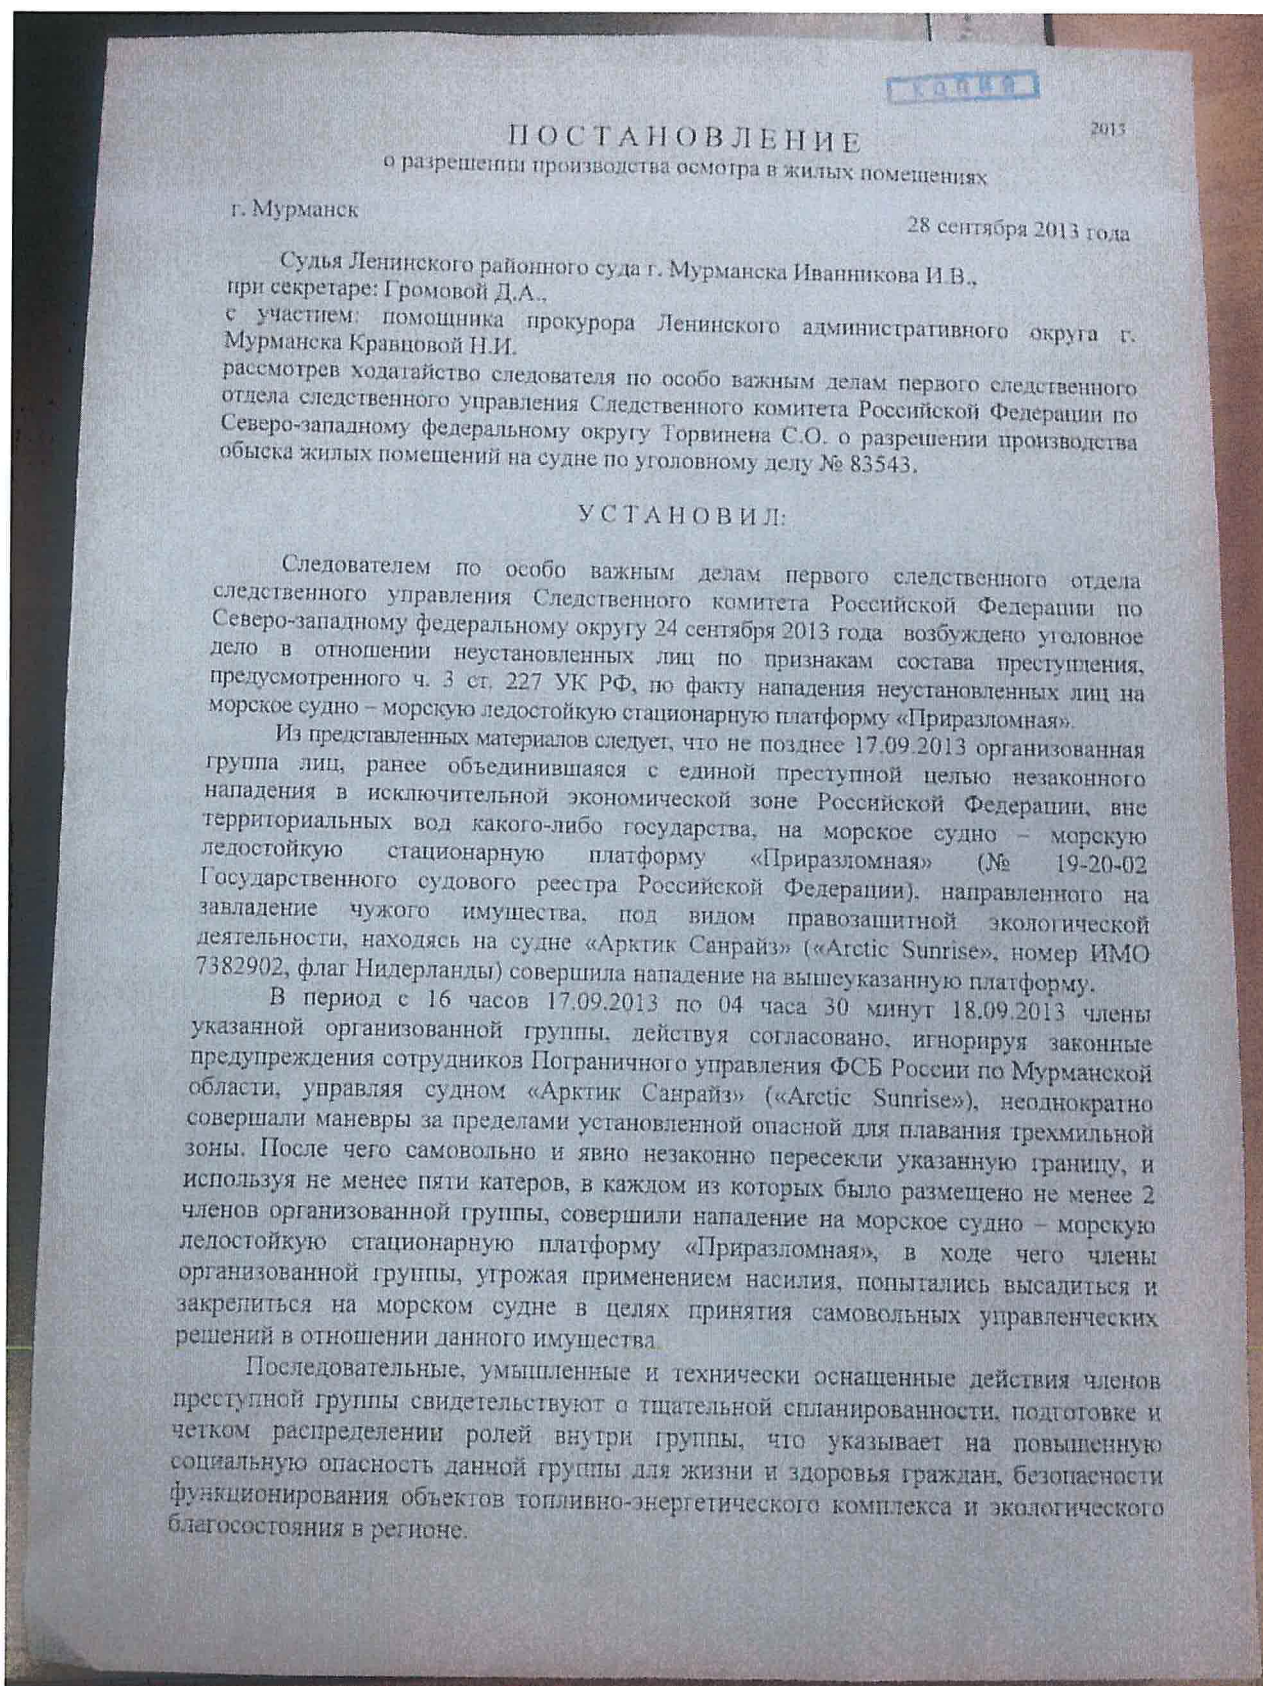 КОПИЯ
2013
ПОСТАНОВЛЕНИЕ
о разрешении производства осмотра в жилых помещениях
г. Мурманск
28 сентября 2013 года
Судья Ленинского районного суда г. Мурманска Иванникова И.В.,
при секретаре: Громовой Д.А.,
с участием: помощника прокурора Ленинского административного округа г.
Мурманска Кравцовой Н.И.
рассмотрев ходатайство следователя по особо важным делам первого следственного
отдела следственного управления Следственного комитета Российской Федерации по
Северо-западному федеральному округу Торвинена С.О. о разрешении производства
обыска жилых помещений на судне по уголовному делу № 83543,
УСТАНОВИЛ:
Следователем по особо важным делам первого следственного отдела
следственного управления Следственного комитета Российской Федерации по
Северо-западному федеральному округу 24 сентября 2013 года возбуждено уголовное
дело в отношении неустановленных лиц по признакам состава преступления,
предусмотренного ч. 3 ст. 227 УК РФ, по факту нападения неустановленных лиц на
морское судно – морскую ледостойкую стационарную платформу «Приразломная».
Из представленных материалов следует, что не позднее 17.09.2013 организованная
группа лиц, ранее объединившаяся с единой преступной целью незаконного
нападения в исключительной экономической зоне Российской Федерации, вне
территориальных вод какого-либо государства, на морское судно – морскую
ледостойкую стационарную платформу «Приразломная» (№ 19-20-02
Государственного судового реестра Российской Федерации), направленного на
завладение чужого имущества, под видом правозащитной экологической
деятельности, находясь на судне «Арктик Санрайз» («Arctic Sunrise», номер ИМО
7382902, флаг Нидерланды) совершила нападение на вышеуказанную платформу.
В период с 16 часов 17.09.2013 по 04 часа 30 минут 18.09.2013 члены
указанной организованной группы, действуя согласовано, игнорируя законные
предупреждения сотрудников Пограничного управления ФСБ России по Мурманской
области, управляя судном «Арктик Санрайз» («Arctic Sunrise»), неоднократно
совершали маневры за пределами установленной опасной для плавания трехмильной
зоны. После чего самовольно и явно незаконно пересекли указанную границу, и
используя не менее пяти катеров, в каждом из которых было размещено не менее 2
членов организованной группы, совершили нападение на морское судно – морскую
ледостойкую стационарную платформу «Приразломная», в ходе чего члены
организованной группы, угрожая применением насилия, попытались высадиться и
закрепиться на морском судне в целях принятия самовольных управленческих
решений в отношении данного имущества.
Последовательные, умышленные и технически оснащенные действия членов
преступной группы свидетельствуют о тщательной спланированности, подготовке и
четком распределении ролей внутри группы, что указывает на повышенную
социальную опасность данной группы для жизни и здоровья граждан, безопасности
функционирования объектов топливно-энергетического комплекса и экологического
благосостояния в регионе.